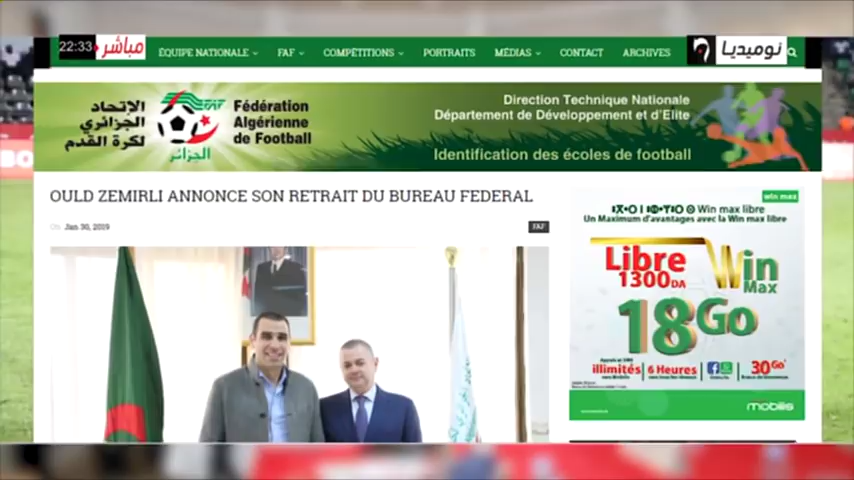 22:33 مباشر
نوميديا
ÉQUIPE NATIONALE FAF COMPÉTITIONS PORTRAITS MÉDIAS CONTACT ARCHIVES
الإتحاد
الجزائري
لكرة القدم
FAF
الجزائر
Fédération
Algérienne
de Football
Direction Technique Nationale
Département de Développement et d'Elite
Identification des écoles de football
OULD ZEMIRLI ANNONCE SON RETRAIT DU BUREAU FEDERAL
On Jan 30, 2019
FAF
win max
Win max libre
Un Maximum d'avantages avec la Win max libre
Libre
1300DA
Win
Max
18Go
illimités
6 Heures
30Go
mobilis